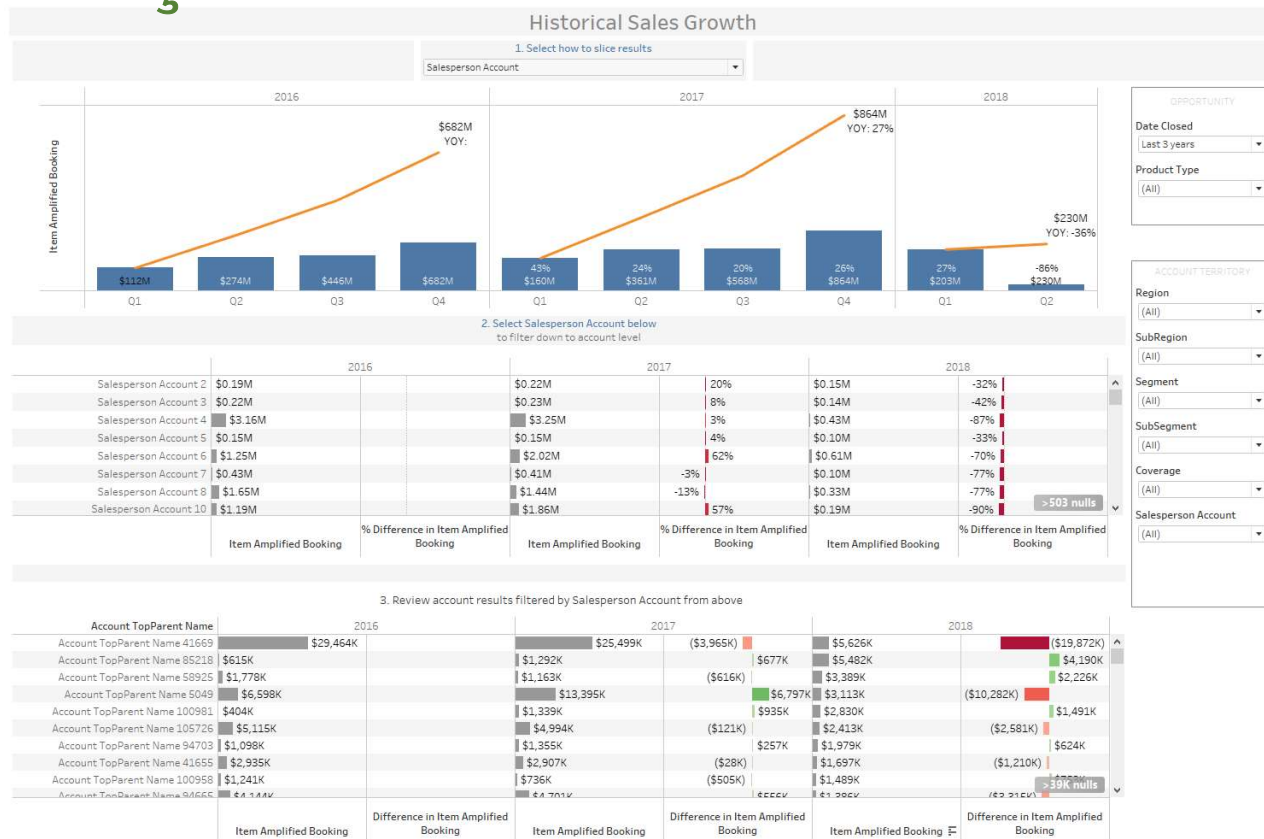 g
Historical Sales Growth
1. Select how to slice results
Salesperson Account
2016 2017 2018
Item Amplified Booking
$682M
YOY:
$864M
YOY: 27%
$230M
YOY: -36%
43% 24% 20% 26% 27% -86%
$112M $274M $446M $682M $160M $361M $568M $864M $203M $230M
Q1 Q2 Q3 Q4 Q1 Q2 Q3 Q4 Q1 Q2
2. Select Salesperson Account below
to filter down to account level
2016 2017 2018
Salesperson Account 2 $0.19M $0.22M 20% $0.15M -32%
Salesperson Account 3 $0.22M $0.23M 8% $0.14M -42%
Salesperson Account 4 $3.16M $3.25M 3% $0.43M -87%
Salesperson Account 5 $0.15M $0.15M 4% $0.10M -33%
Salesperson Account 6 $1.25M $2.02M 62% $0.61M -70%
Salesperson Account 7 $0.43M $0.41M -3% $0.10M -77%
Salesperson Account 8 $1.65M $1.44M -13% $0.33M -77%
Salesperson Account 10 $1.19M $1.86M 57% $0.19M -90%
>503 nulls
Item Amplified Booking % Difference in Item Amplified Booking Item Amplified Booking % Difference in Item Amplified Booking Item Amplified Booking % Difference in Item Amplified Booking
3. Review account results filtered by Salesperson Account from above
Account TopParent Name 2016 2017 2018
Account TopParent Name 41669 $29,464K $25,499K ($3,965K) $5,626K ($19,872K)
Account TopParent Name 85218 $615K $1,292K $677K $5,482K $4,190K
Account TopParent Name 58925 $1,778K $1,163K ($616K) $3,389K $2,226K
Account TopParent Name 5049 $6,598K $13,395K $6,797K $3,113K ($10,282K)
Account TopParent Name 100981 $404K $1,339K $935K $2,830K $1,491K
Account TopParent Name 105726 $5,115K $4,994K ($121K) $2,413K ($2,581K)
Account TopParent Name 94703 $1,098K $1,355K $257K $1,979K $624K
Account TopParent Name 41655 $2,935K $2,907K ($28K) $1,697K ($1,210K)
Account TopParent Name 100958 $1,241K $736K ($505K) $1,489K
Account TopParent Name 94665 $4,144K $4,701K $556K
>39K nulls
Item Amplified Booking Difference in Item Amplified Booking Item Amplified Booking Difference in Item Amplified Booking Item Amplified Booking Difference in Item Amplified Booking
OPPORTUNITY
Date Closed
Last 3 years
Product Type
(All)
ACCOUNT TERRITORY
Region
(All)
SubRegion
(All)
Segment
(All)
SubSegment
(All)
Coverage
(All)
Salesperson Account
(All)